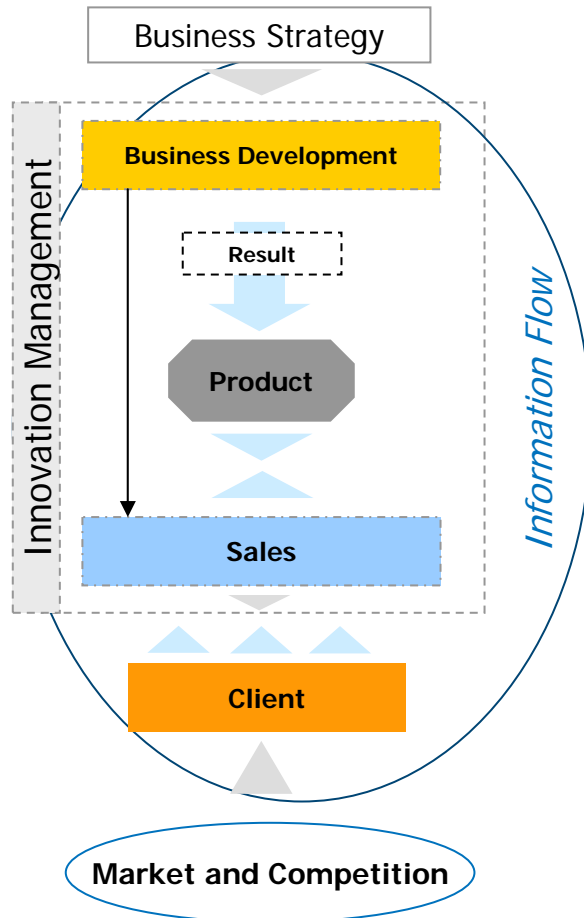 Business Strategy
Innovation Management
Business Development
Result
Product
Information Flow
Sales
Client
Market and Competition